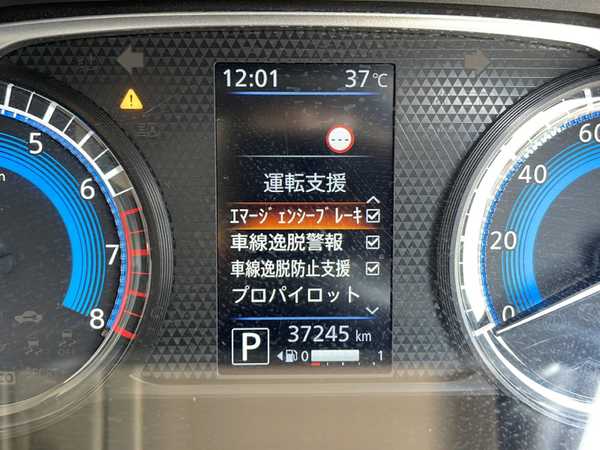 12:01 37℃
運転支援
エマージェンシーブレーキ
車線逸脱警報
車線逸脱防止支援
プロパイロット
P 37245 km
0 1
5
6
7
8
60
40
20
0